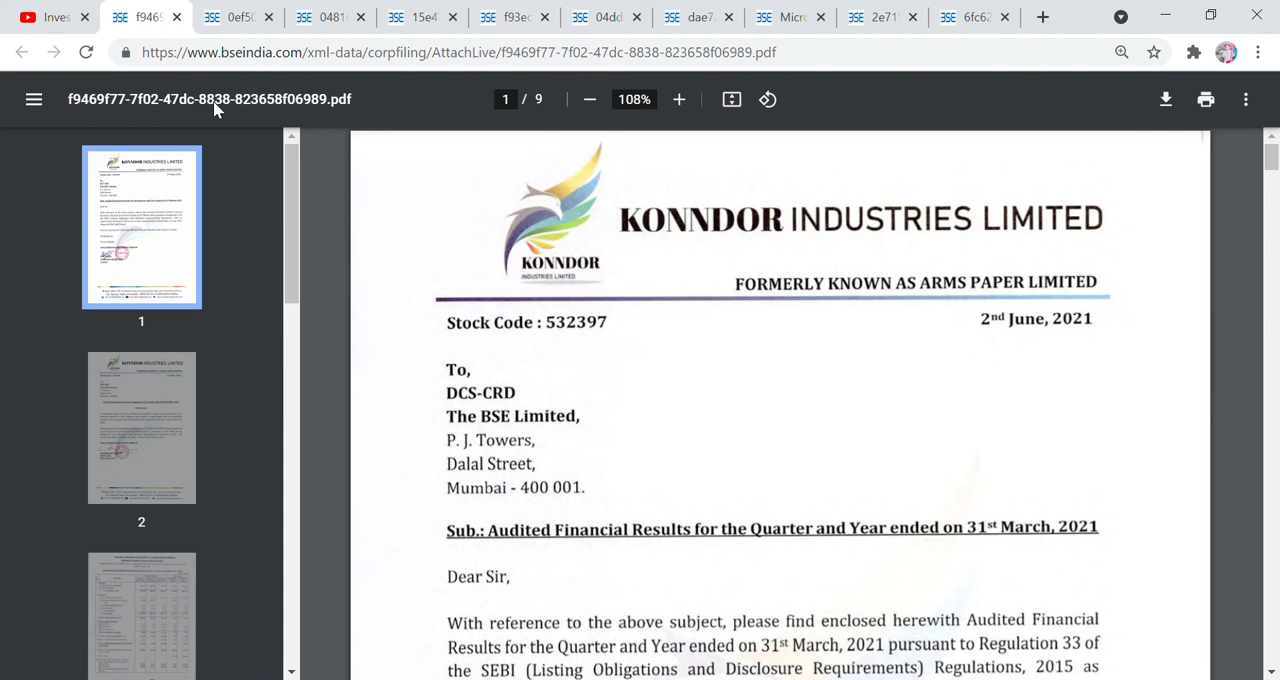 Inves
f9469
0ef50
0481
15e4
f93ec
04dd
dae7
Micro
2e71
6fc62
https://www.bseindia.com/xml-data/corpfiling/AttachLive/f9469f77-7f02-47dc-8838-823658f06989.pdf
f9469f77-7f02-47dc-8838-823658f06989.pdf
1 / 9
108%
1
2
KONNDOR
INDUSTRIES LIMITED
KONNDOR INDUSTRIES LIMITED
FORMERLY KNOWN AS ARMS PAPER LIMITED
Stock Code : 532397
2nd June, 2021
To,
DCS-CRD
The BSE Limited,
P. J. Towers,
Dalal Street,
Mumbai - 400 001.
Sub.: Audited Financial Results for the Quarter and Year ended on 31st March, 2021
Dear Sir,
With reference to the above subject, please find enclosed herewith Audited Financial
Results for the Quarter and Year ended on 31st March, 2021 pursuant to Regulation 33 of
the SEBI (Listing Obligations and Disclosure Requirements) Regulations, 2015 as